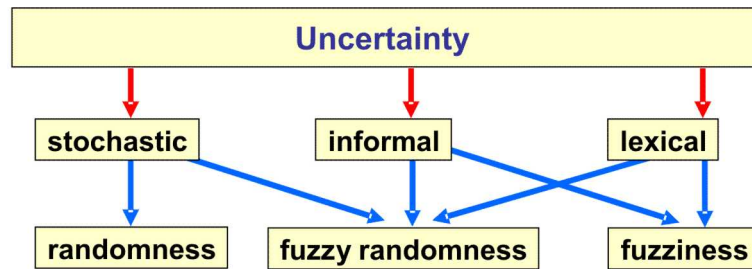 Uncertainty
stochastic informal lexical
randomness fuzzy randomness fuzziness